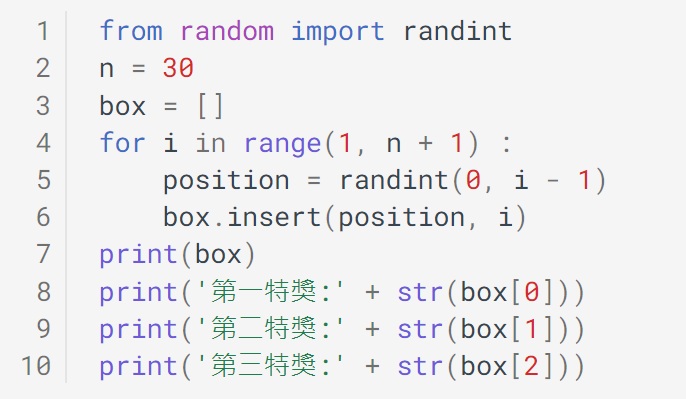 1 from random import randint
2 n = 30
3 box = []
4 for i in range(1, n + 1) :
5     position = randint(0, i - 1)
6     box.insert(position, i)
7 print(box)
8 print('第一特獎:' + str(box[0]))
9 print('第二特獎:' + str(box[1]))
10 print('第三特獎:' + str(box[2]))